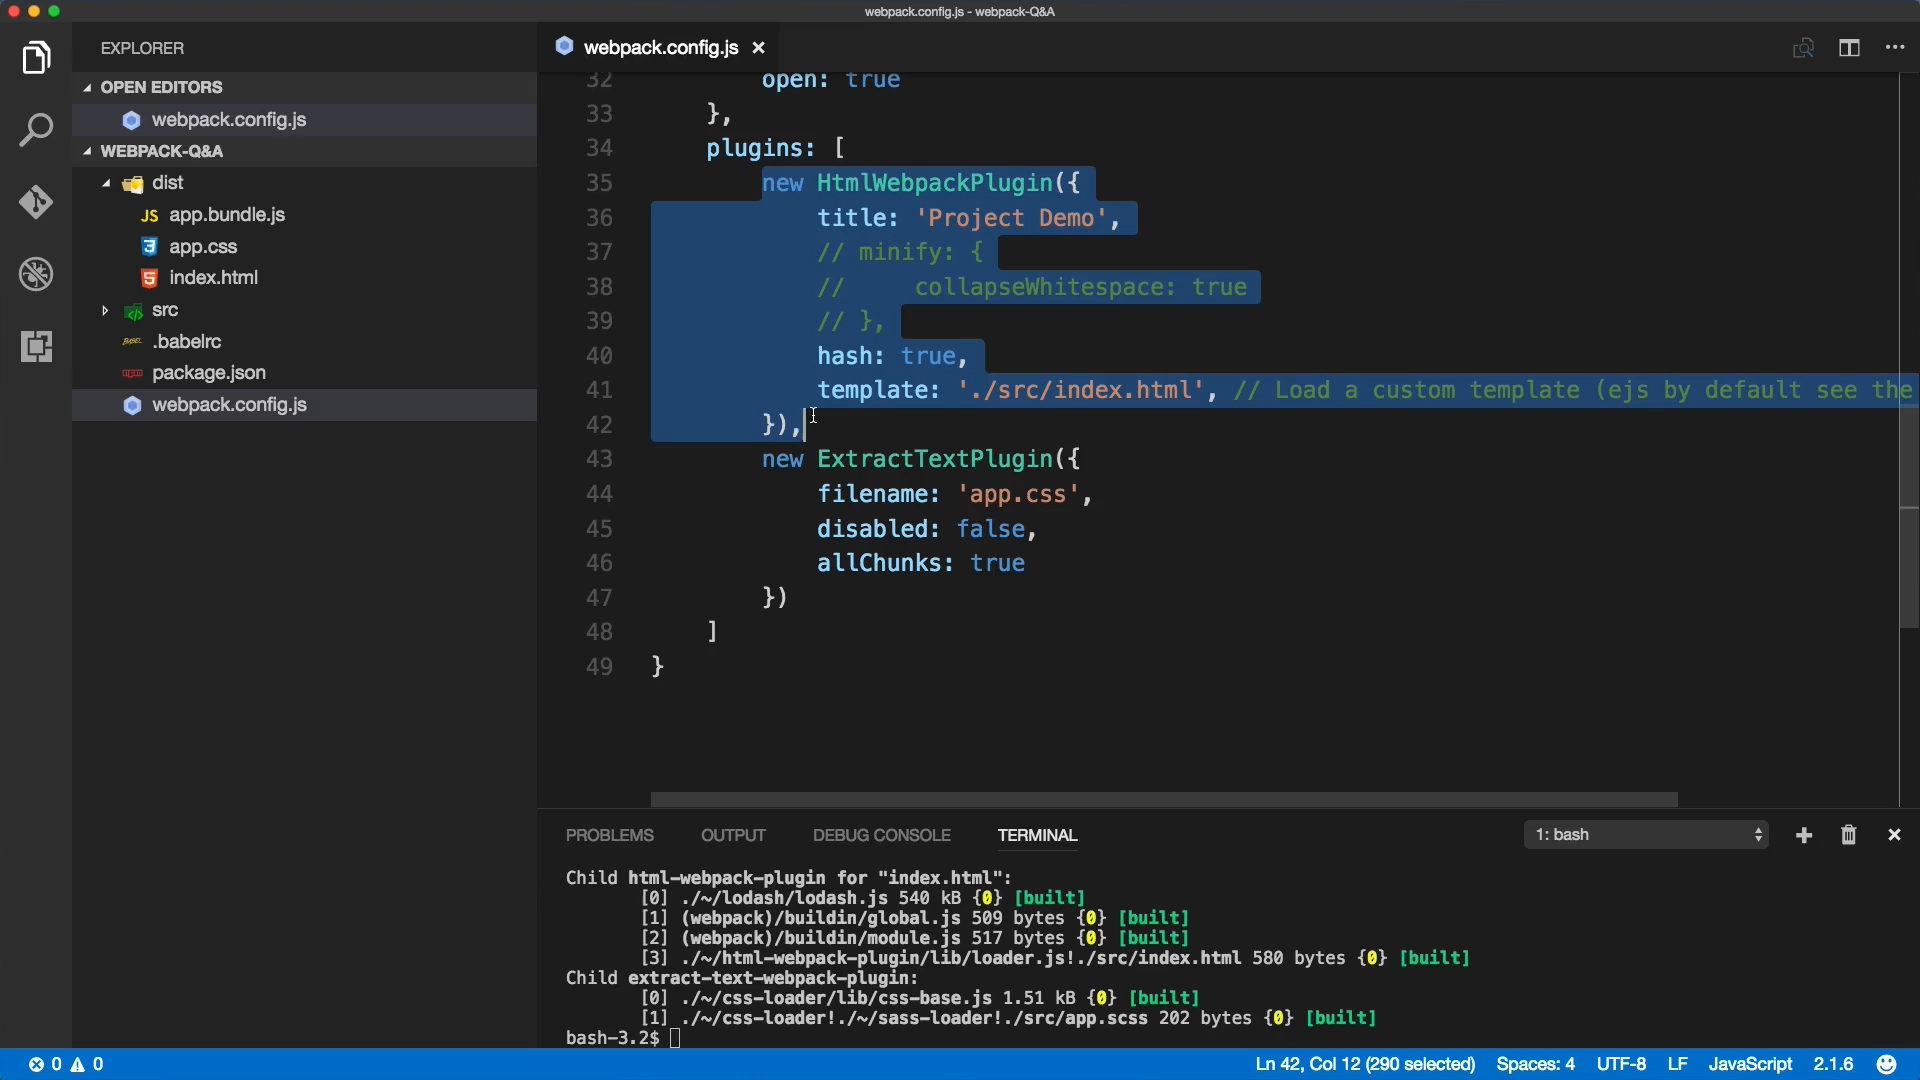 webpack.config.js - webpack-Q&A
EXPLORER
OPEN EDITORS
webpack.config.js
WEBPACK-Q&A
dist
JS app.bundle.js
app.css
index.html
src
.babelrc
package.json
webpack.config.js
webpack.config.js
32 open: true
33 },
34 plugins: [
35 new HtmlWebpackPlugin({
36 title: 'Project Demo',
37 // minify: {
38 // collapseWhitespace: true
39 // },
40 hash: true,
41 template: './src/index.html', // Load a custom template (ejs by default see the
42 }),
43 new ExtractTextPlugin({
44 filename: 'app.css',
45 disabled: false,
46 allChunks: true
47 })
48 ]
49 }
PROBLEMS OUTPUT DEBUG CONSOLE TERMINAL 1: bash
Child html-webpack-plugin for "index.html":
[0] ./~/lodash/lodash.js 540 kB {0} [built]
[1] (webpack)/buildin/global.js 509 bytes {0} [built]
[2] (webpack)/buildin/module.js 517 bytes {0} [built]
[3] ./~/html-webpack-plugin/lib/loader.js!./src/index.html 580 bytes {0} [built]
Child extract-text-webpack-plugin:
[0] ./~/css-loader/lib/css-base.js 1.51 kB {0} [built]
[1] ./~/css-loader!./~/sass-loader!./src/app.scss 202 bytes {0} [built]
bash-3.2$
0 0 Ln 42, Col 12 (290 selected) Spaces: 4 UTF-8 LF JavaScript 2.1.6